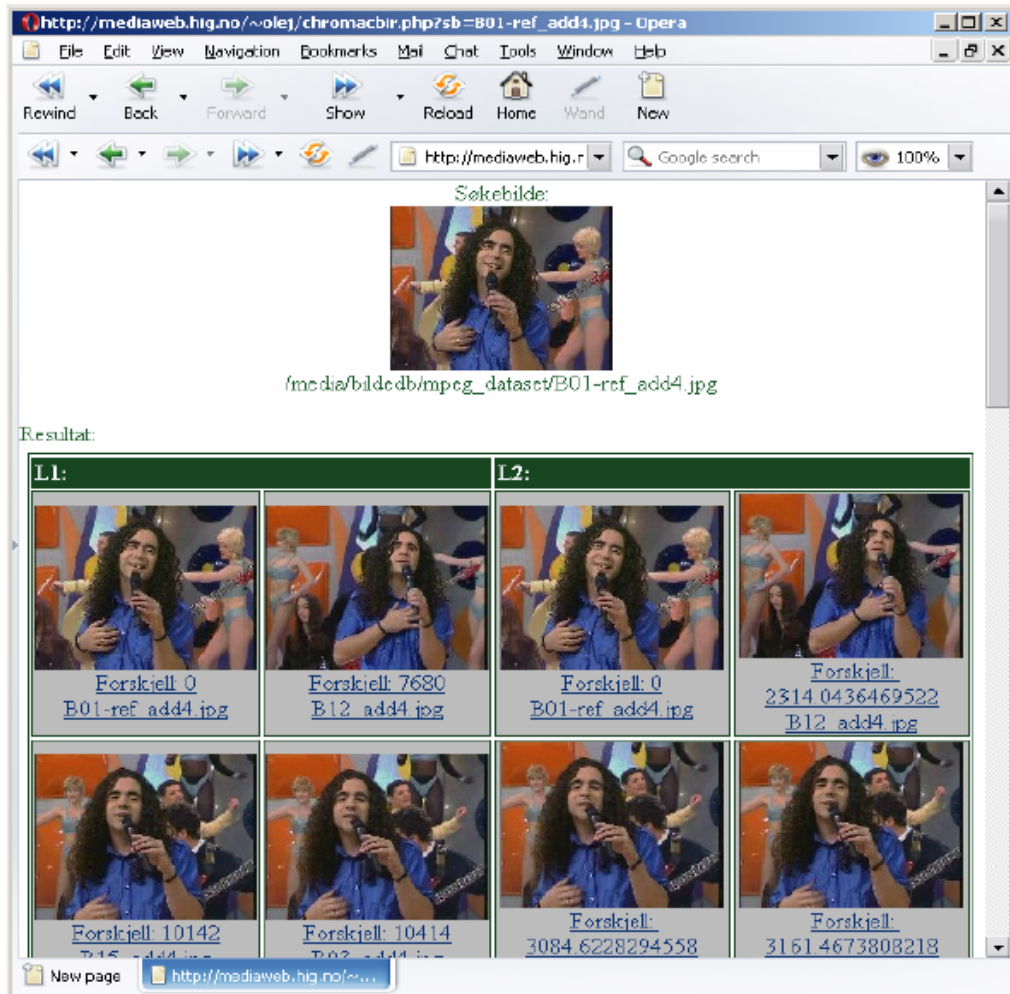 http://mediaweb.hig.no/~olej/chromacbir.php?sb=B01-ref_add4.jpg - Opera
File Edit View Navigation Bookmarks Mail Chat Tools Window Help
Rewind Back Forward Show Reload Home Wand New
http://mediaweb.hig.r Google search 100%
Søkebilde:
/media/bildedb/mpeg_dataset/B01-ref_add4.jpg
Resultat:
L1: L2:
Forskjell: 0 Forskjell: 7680 Forskjell: 0 Forskjell:
2314.0436469522
B01-ref_add4.jpg B12_add4.jpg B01-ref_add4.jpg B12_add4.jpg
Forskjell: 10142 Forskjell: 10414 Forskjell: Forskjell:
3084.6228294558 3161.4673808218
New page http://mediaweb.hig.no/~...